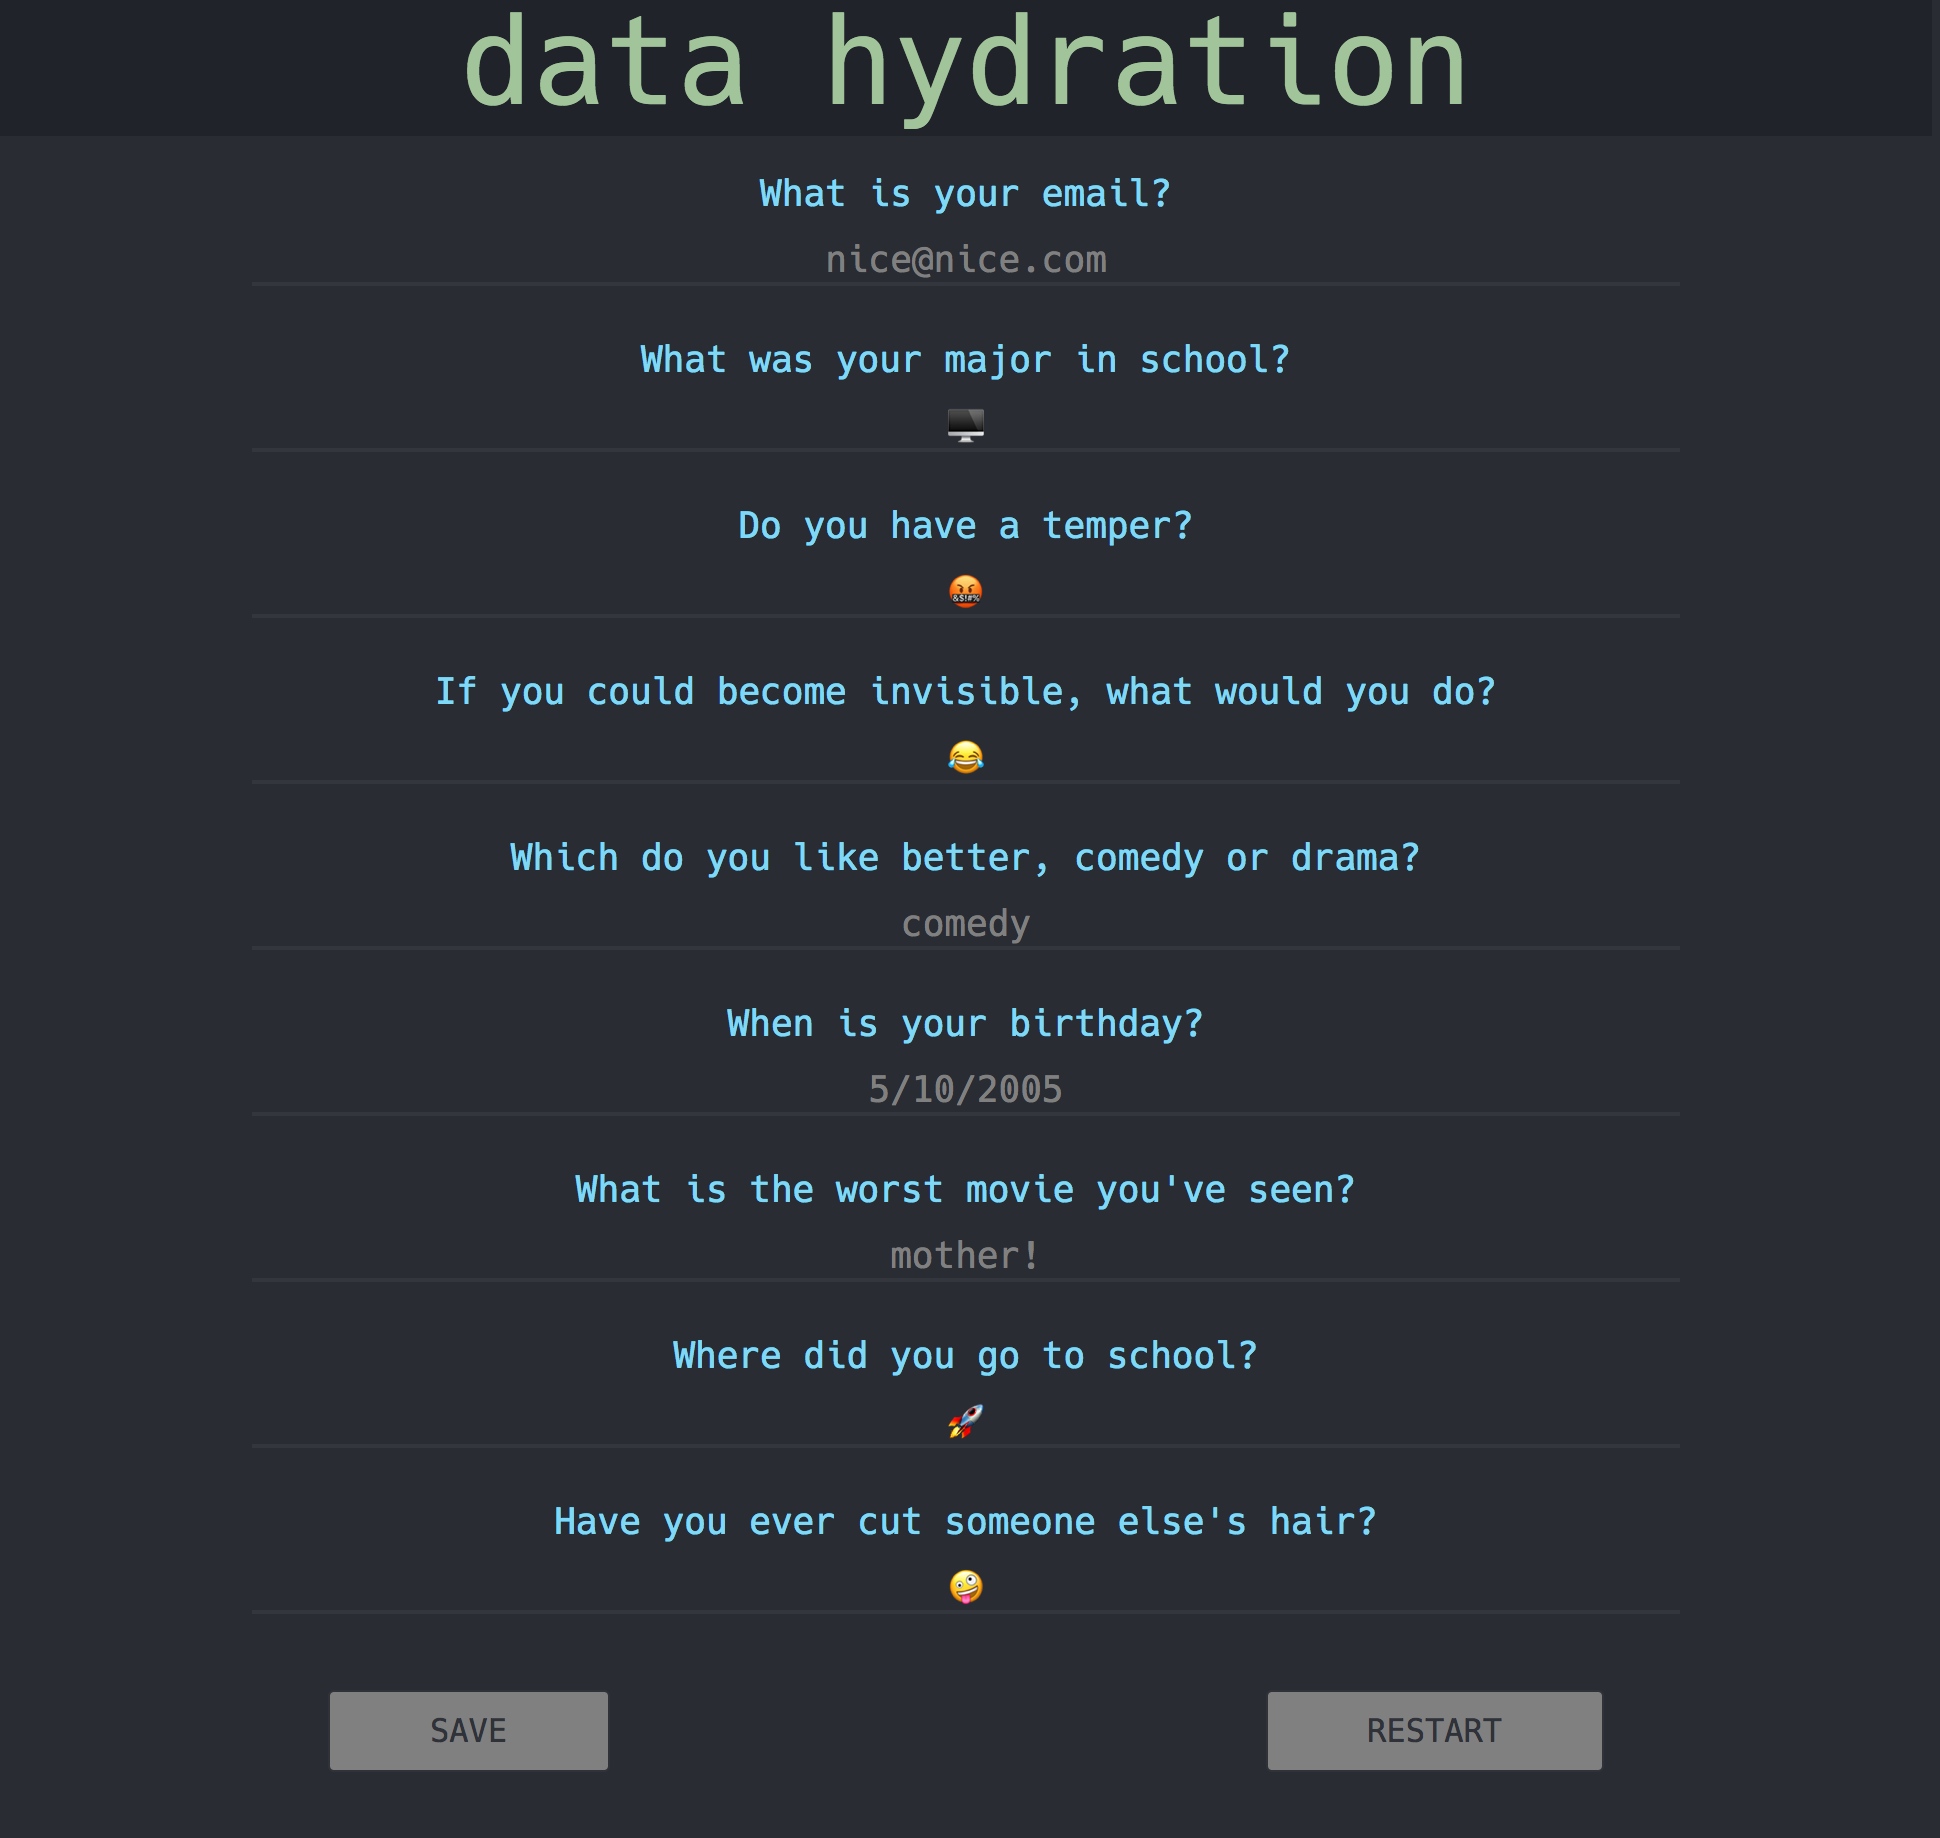 data hydration
What is your email?
nice@nice.com
What was your major in school?
🖥️
Do you have a temper?
🤬
If you could become invisible, what would you do?
😂
Which do you like better, comedy or drama?
comedy
When is your birthday?
5/10/2005
What is the worst movie you've seen?
mother!
Where did you go to school?
🚀
Have you ever cut someone else's hair?
🤪
SAVE
RESTART